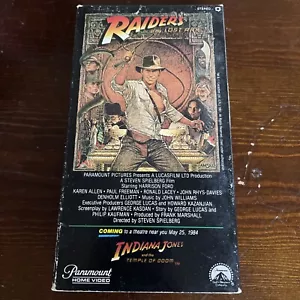 STEREO
RAIDERS
of the LOST ARK
PARAMOUNT PICTURES Presents A LUCASFILM LTD Production
A STEVEN SPIELBERG Film
Starring HARRISON FORD
KAREN ALLEN • PAUL FREEMAN • RONALD LACEY • JOHN RHYS-DAVIES
DENHOLM ELLIOTT • Music by JOHN WILLIAMS
Executive Producers GEORGE LUCAS and HOWARD KAZANJIAN
Screenplay by LAWRENCE KASDAN • Story by GEORGE LUCAS and
PHILIP KAUFMAN • Produced by FRANK MARSHALL
Directed by STEVEN SPIELBERG
COMING to a theatre near you May 25, 1984
INDIANA JONES
and the
TEMPLE OF DOOM
Paramount
HOME VIDEO